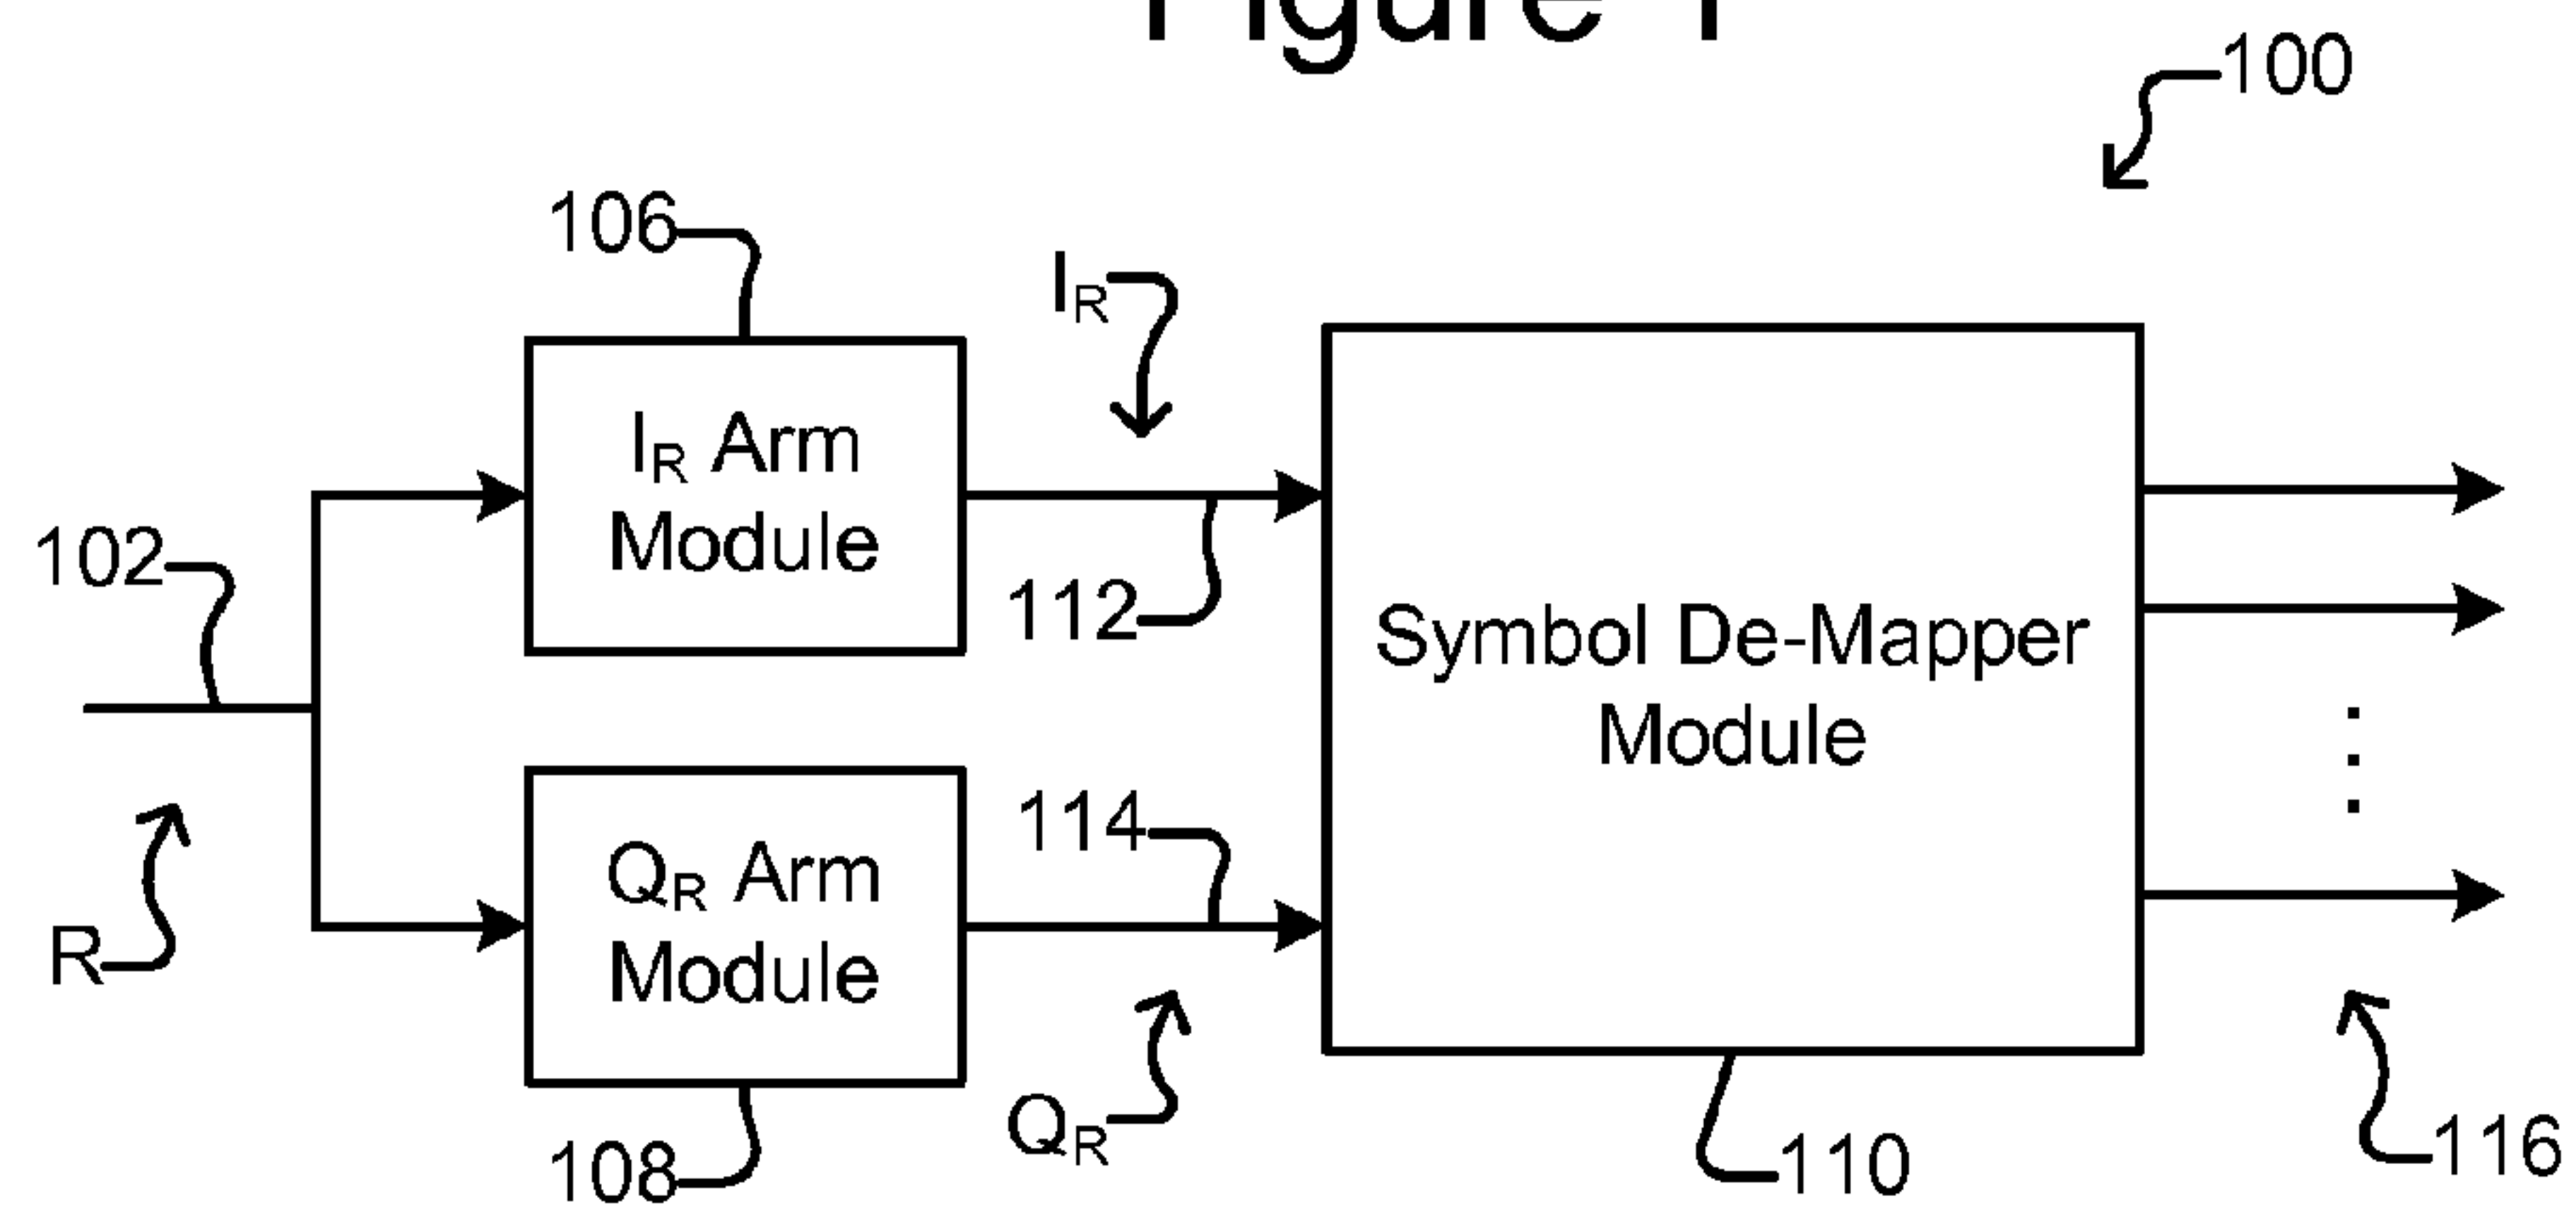 Figure 1
100
106
I_R
I_R Arm
Module
102
112
Symbol De-Mapper
Module
114
Q_R Arm
Module
R
Q_R
108
110
116